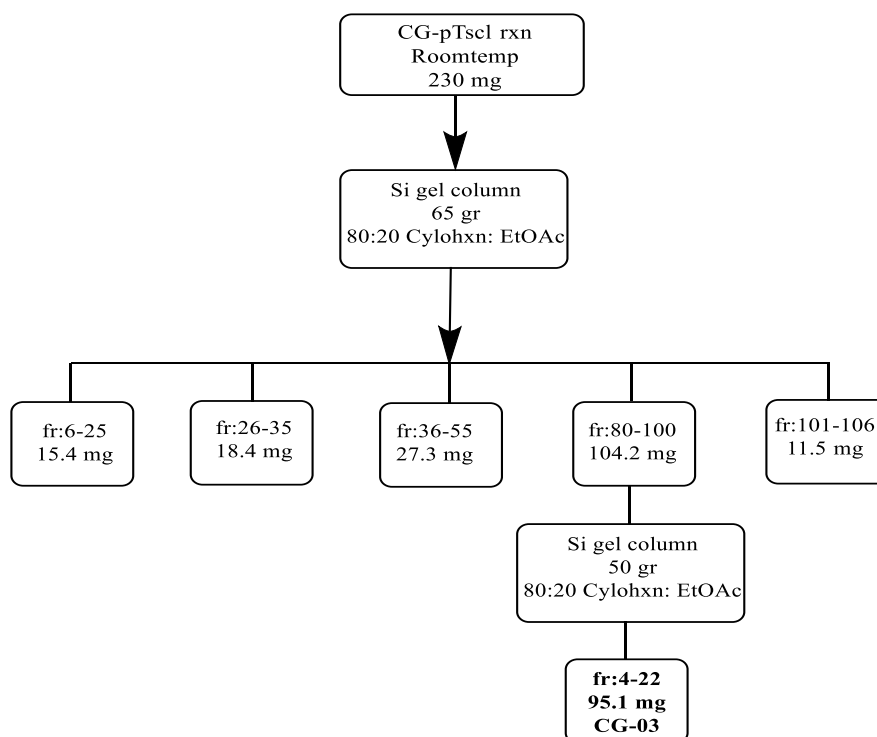 CG-pTscl rxn
Roomtemp
230 mg
Si gel column
65 gr
80:20 Cylohxn: EtOAc
fr:6-25
15.4 mg
fr:26-35
18.4 mg
fr:36-55
27.3 mg
fr:80-100
104.2 mg
fr:101-106
11.5 mg
Si gel column
50 gr
80:20 Cylohxn: EtOAc
fr:4-22
95.1 mg
CG-03